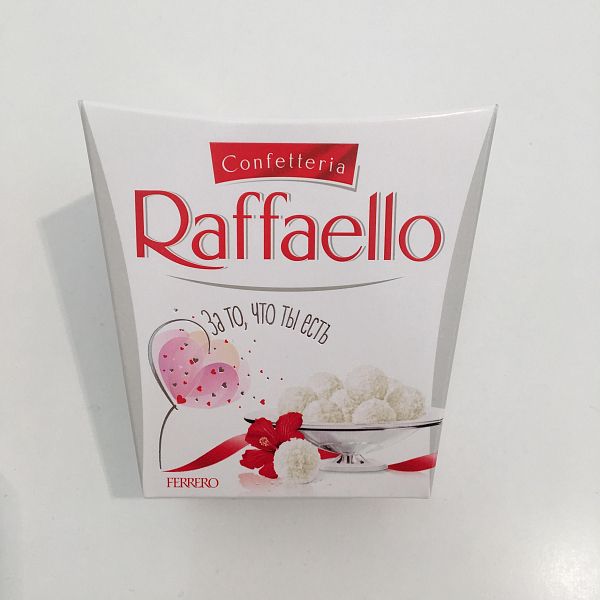 Confetteria
Raffaello
За то, что ты есть
FERRERO